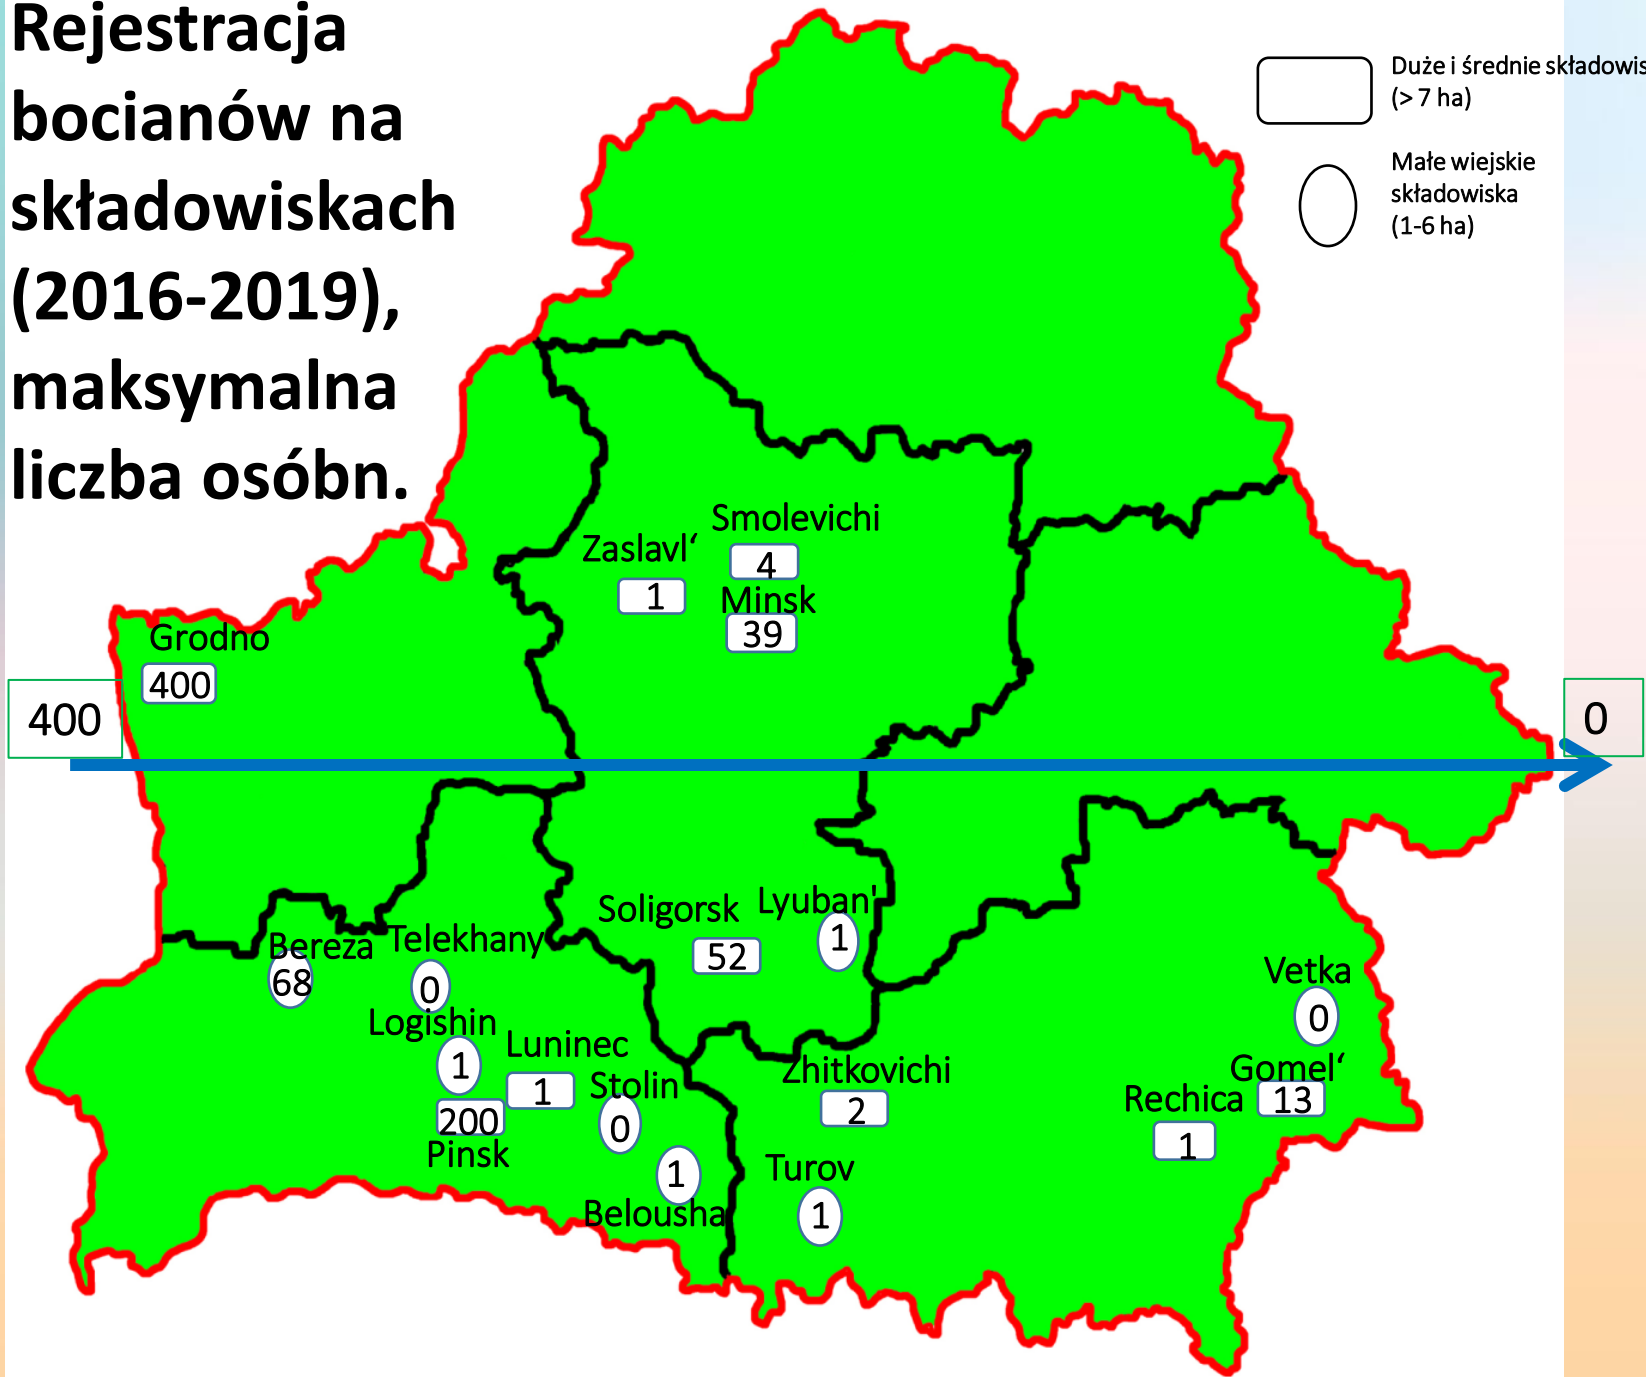 Rejestracja
bocianów na
składowiskach
(2016-2019),
maksymalna
liczba osóbn.
Duże i średnie składowis
(> 7 ha)
Małe wiejskie
składowiska
(1-6 ha)
Smolevichi
4
Zaslavl‘
1
Minsk
39
Grodno
400
400
0
Soligorsk
52
Lyuban'
1
Bereza
68
Telekhany
0
Logishin
1
Luninec
1
Stolin
0
200
Pinsk
1
Belousha
Zhitkovichi
2
Turov
1
Vetka
0
Gomel‘
13
Rechica
1